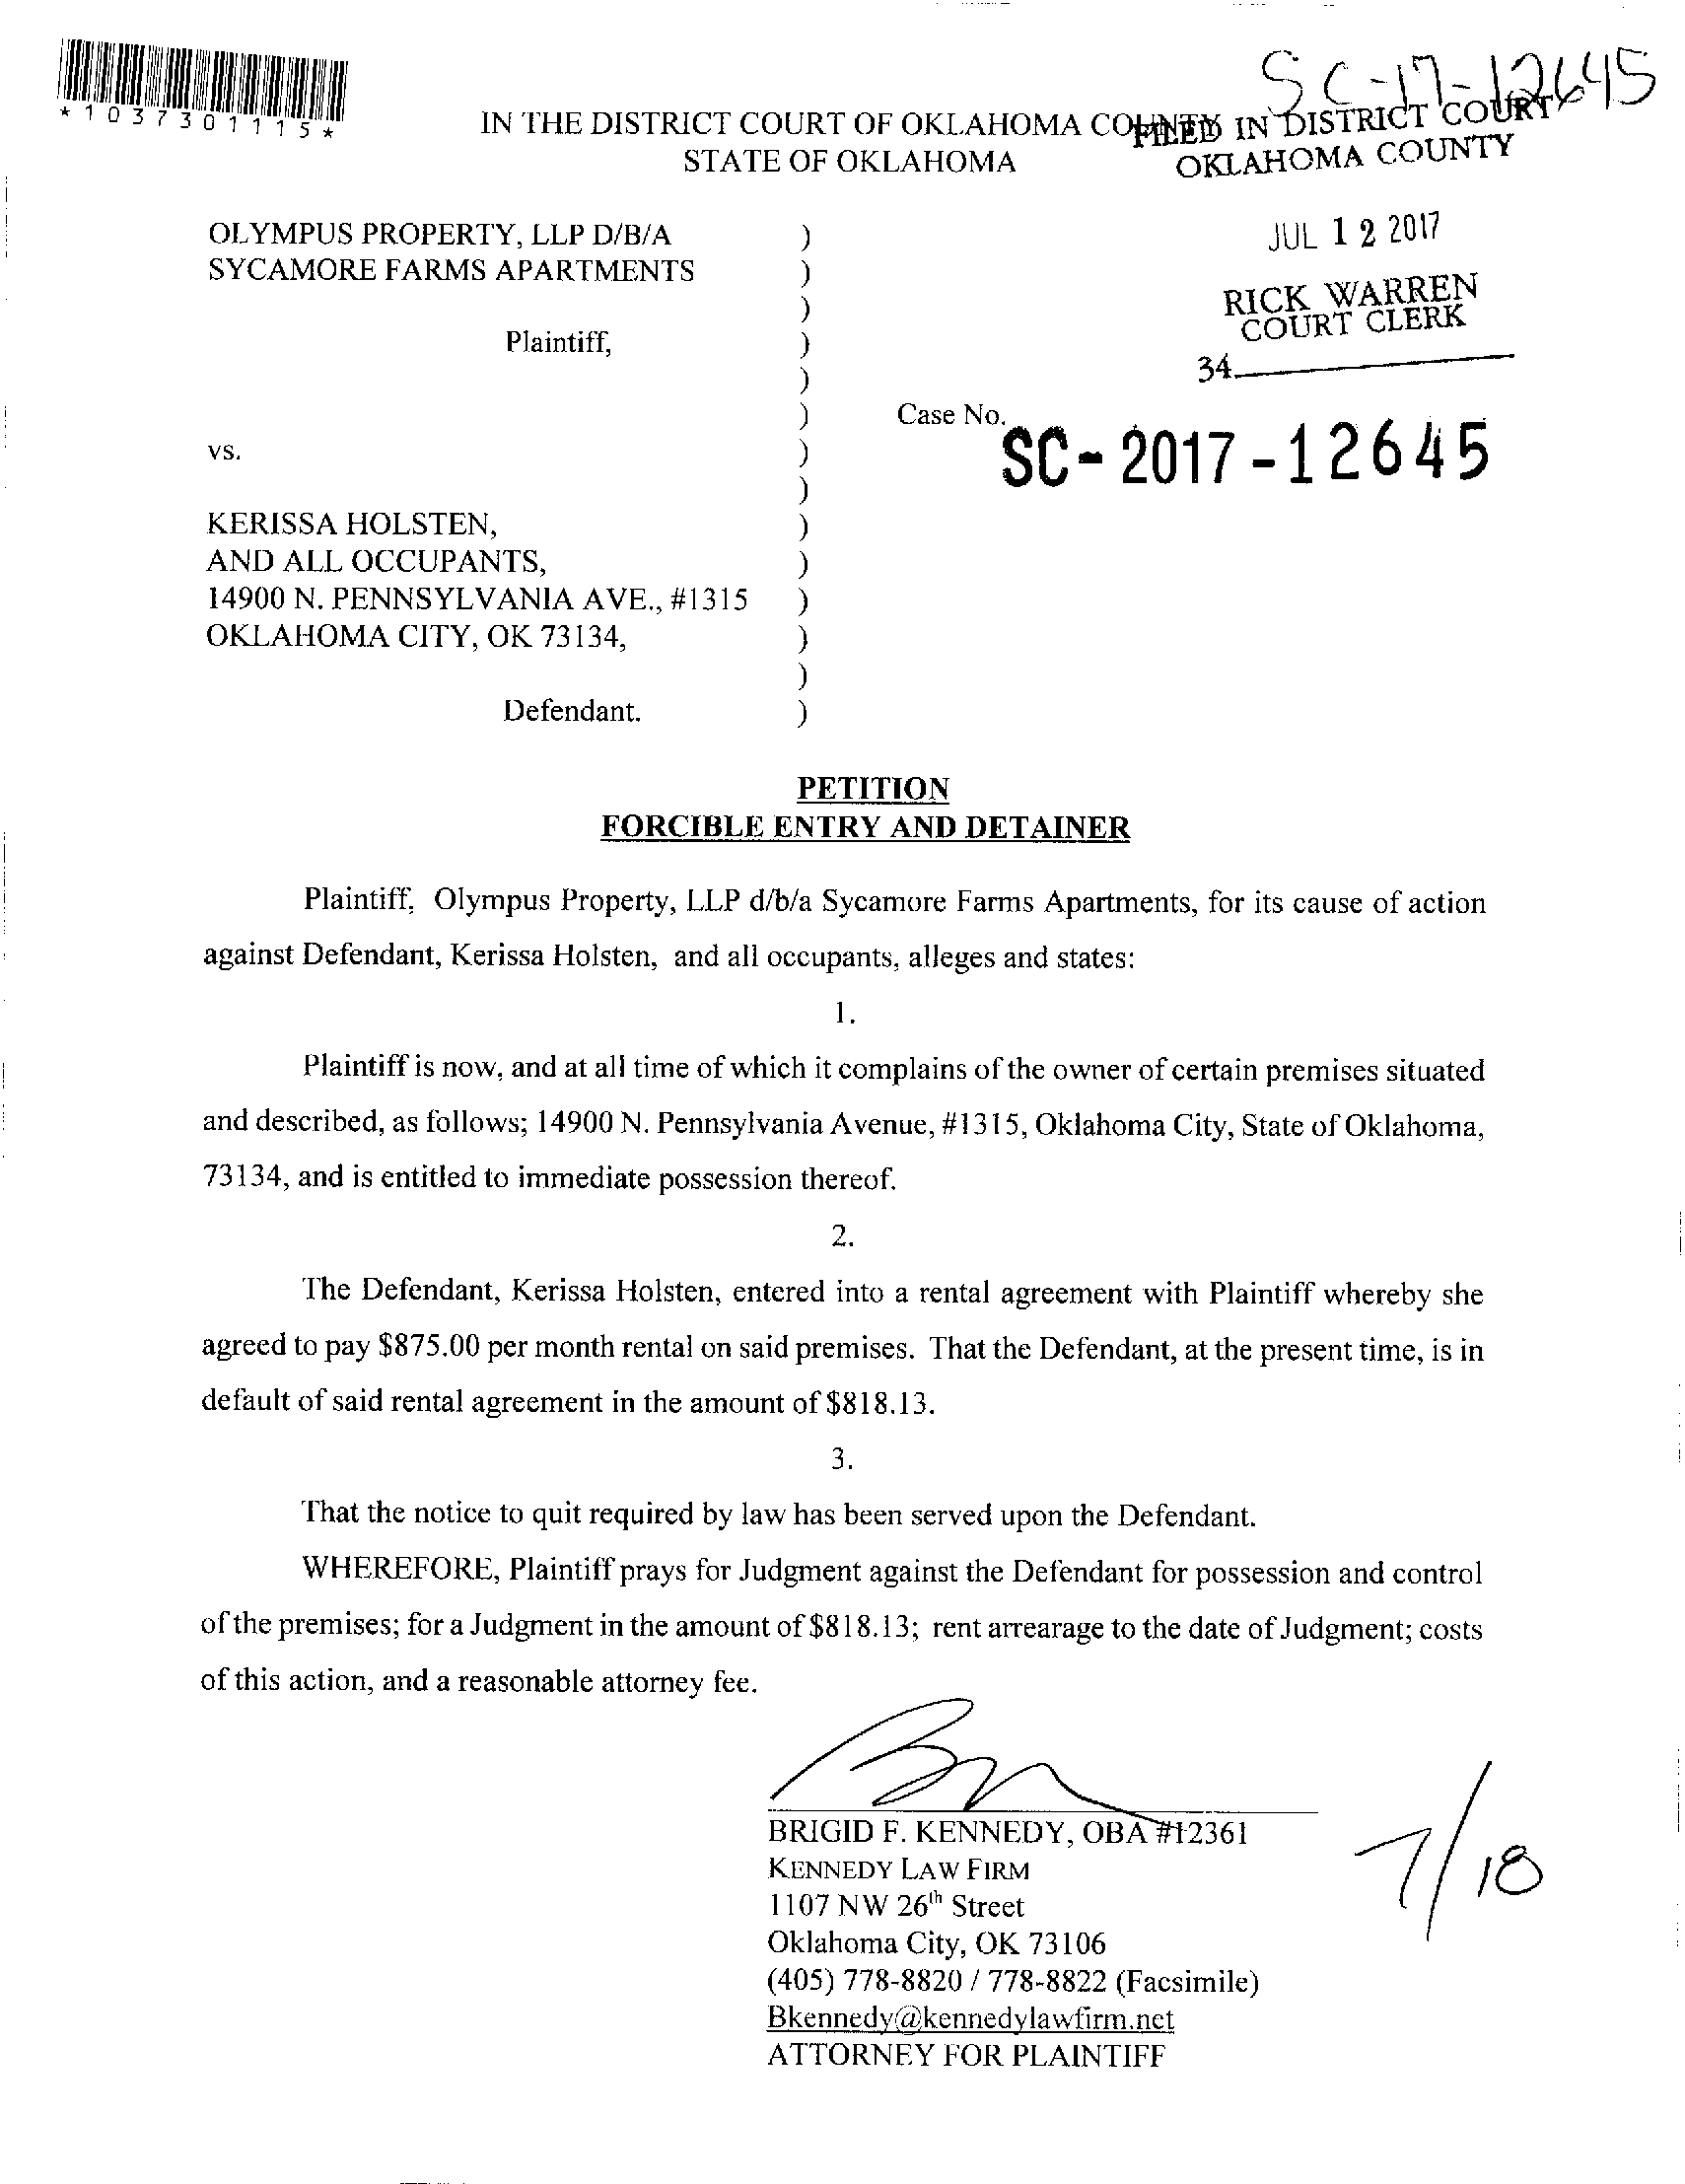 SC-17-12645
*1037301115*
IN THE DISTRICT COURT OF OKLAHOMA COUNTY
STATE OF OKLAHOMA
FILED IN DISTRICT COURT
OKLAHOMA COUNTY
JUL 12 2017
RICK WARREN
COURT CLERK
34
OLYMPUS PROPERTY, LLP D/B/A )
SYCAMORE FARMS APARTMENTS )
)
Plaintiff, )
)
) Case No. SC-2017-12645
vs. )
)
KERISSA HOLSTEN, )
AND ALL OCCUPANTS, )
14900 N. PENNSYLVANIA AVE., #1315 )
OKLAHOMA CITY, OK 73134, )
)
Defendant. )
PETITION
FORCIBLE ENTRY AND DETAINER
Plaintiff, Olympus Property, LLP d/b/a Sycamore Farms Apartments, for its cause of action
against Defendant, Kerissa Holsten, and all occupants, alleges and states:
1.
Plaintiff is now, and at all time of which it complains of the owner of certain premises situated
and described, as follows; 14900 N. Pennsylvania Avenue, #1315, Oklahoma City, State of Oklahoma,
73134, and is entitled to immediate possession thereof.
2.
The Defendant, Kerissa Holsten, entered into a rental agreement with Plaintiff whereby she
agreed to pay $875.00 per month rental on said premises. That the Defendant, at the present time, is in
default of said rental agreement in the amount of $818.13.
3.
That the notice to quit required by law has been served upon the Defendant.
WHEREFORE, Plaintiff prays for Judgment against the Defendant for possession and control
of the premises; for a Judgment in the amount of $818.13; rent arrearage to the date of Judgment; costs
of this action, and a reasonable attorney fee.
BRIGID F. KENNEDY, OBA #12361
KENNEDY LAW FIRM
1107 NW 26th Street
Oklahoma City, OK 73106
(405) 778-8820 / 778-8822 (Facsimile)
Bkennedy@kennedylawfirm.net
ATTORNEY FOR PLAINTIFF
7/18